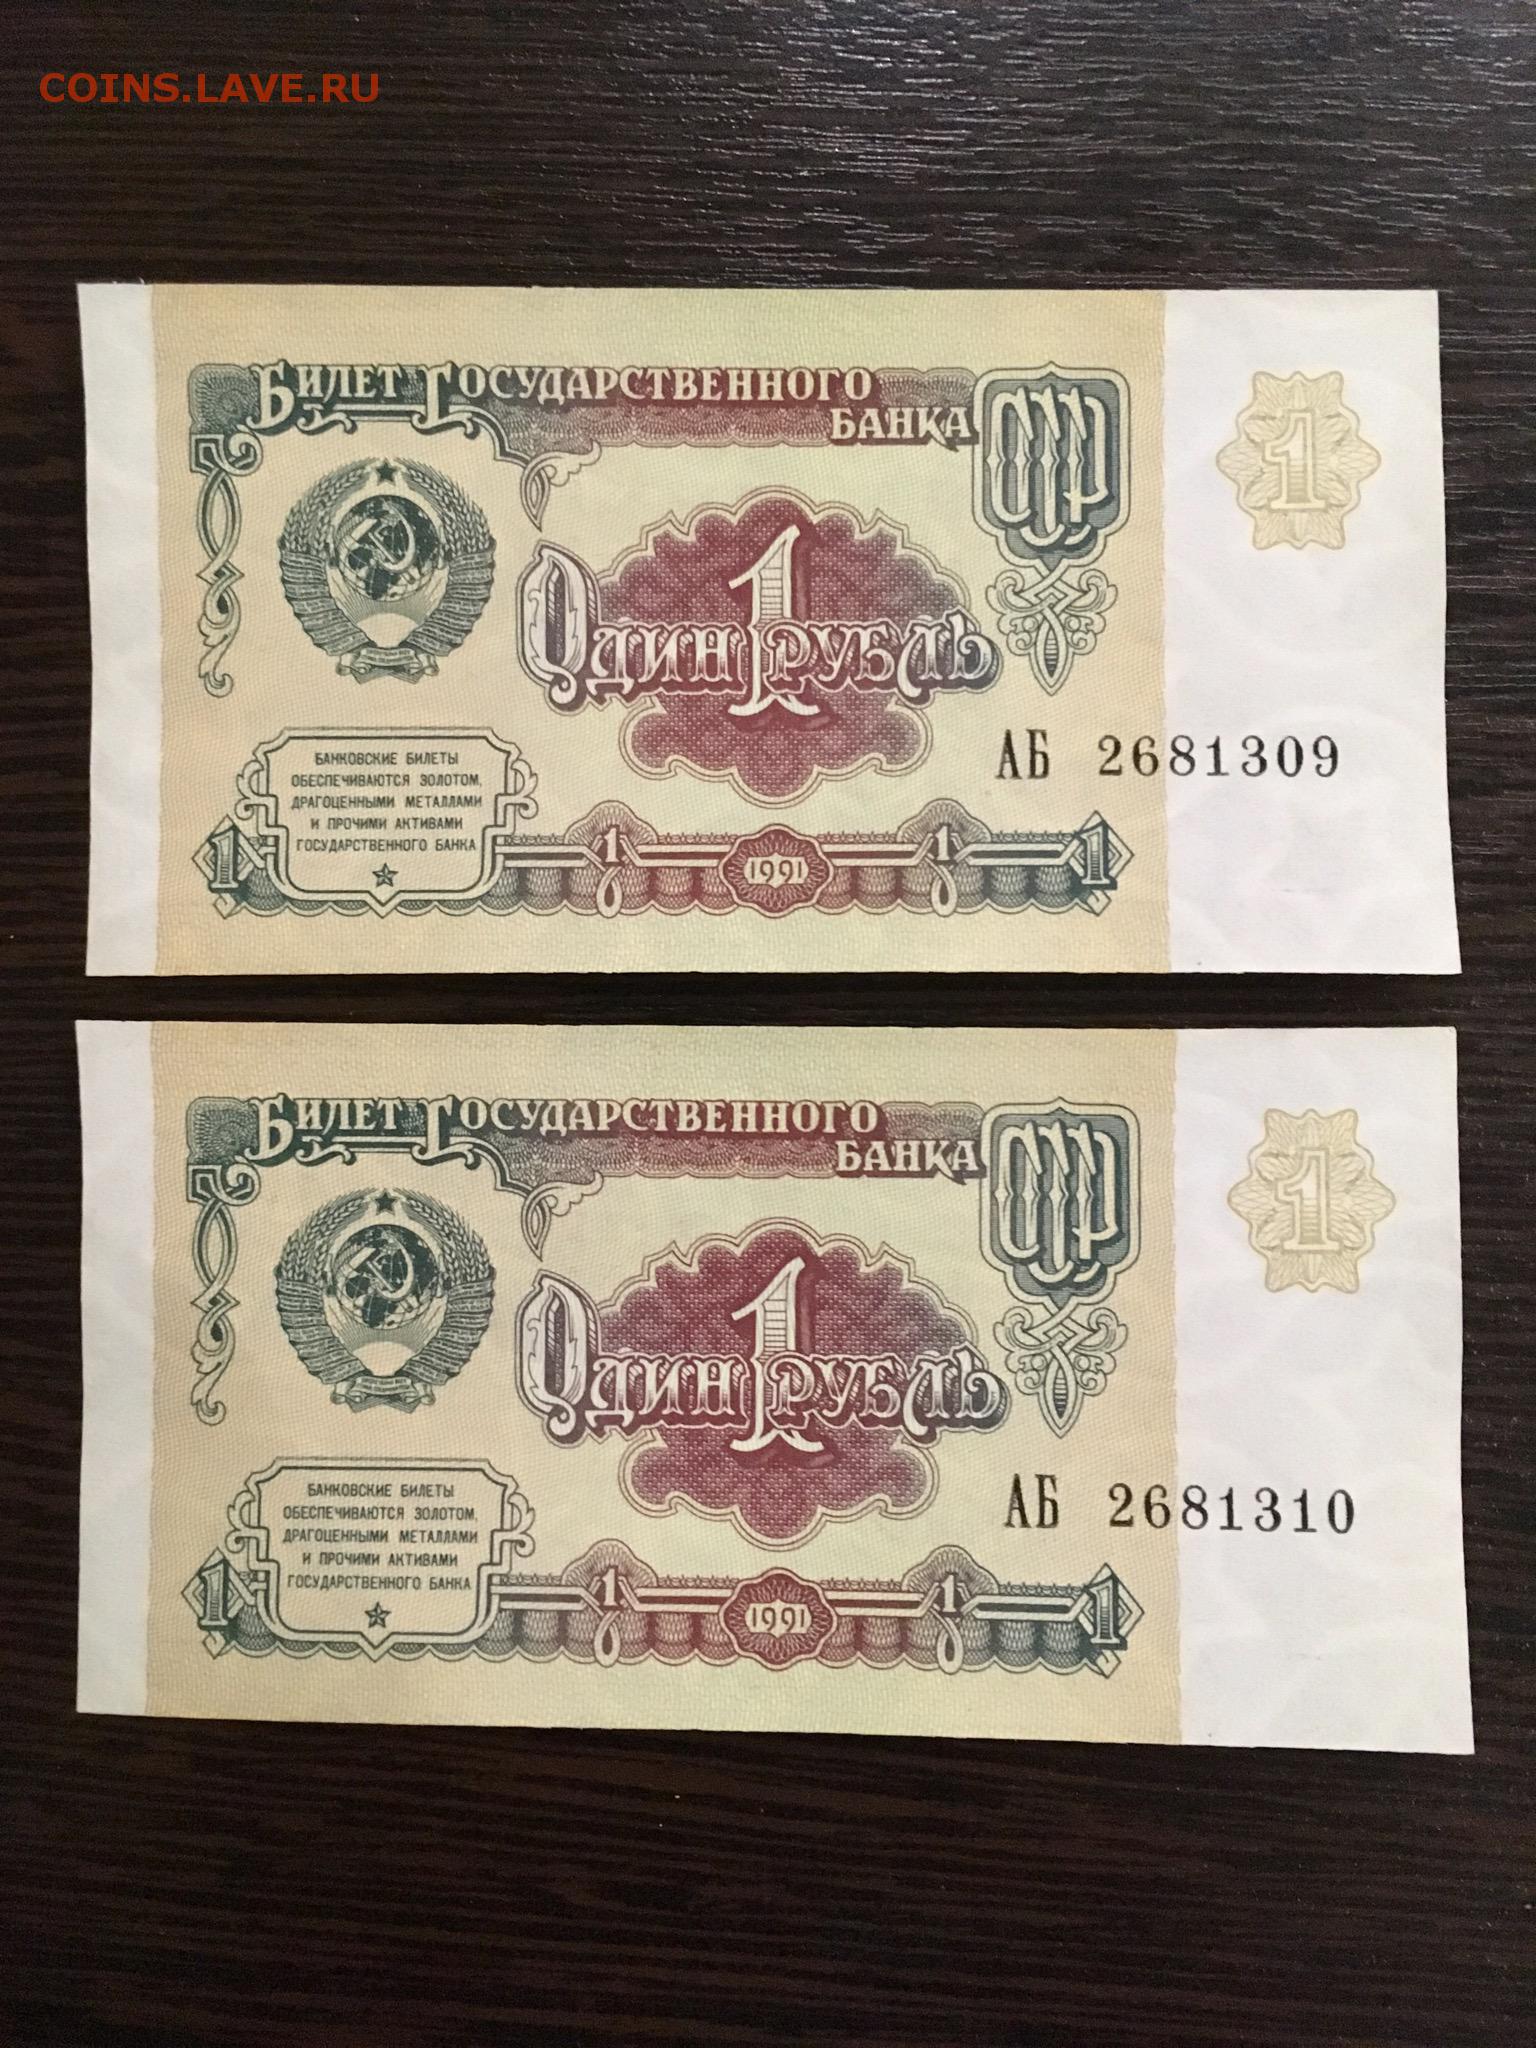 COINS.LAVE.RU
БИЛЕТ ГОСУДАРСТВЕННОГО
БАНКА СССР
1
1
ОДИН РУБЛЬ
АБ 2681309
БАНКОВСКИЕ БИЛЕТЫ
ОБЕСПЕЧИВАЮТСЯ ЗОЛОТОМ,
ДРАГОЦЕННЫМИ МЕТАЛЛАМИ
И ПРОЧИМИ АКТИВАМИ
ГОСУДАРСТВЕННОГО БАНКА
1 1 1991 1 1
БИЛЕТ ГОСУДАРСТВЕННОГО
БАНКА СССР
1
1
ОДИН РУБЛЬ
АБ 2681310
БАНКОВСКИЕ БИЛЕТЫ
ОБЕСПЕЧИВАЮТСЯ ЗОЛОТОМ,
ДРАГОЦЕННЫМИ МЕТАЛЛАМИ
И ПРОЧИМИ АКТИВАМИ
ГОСУДАРСТВЕННОГО БАНКА
1 1 1991 1 1